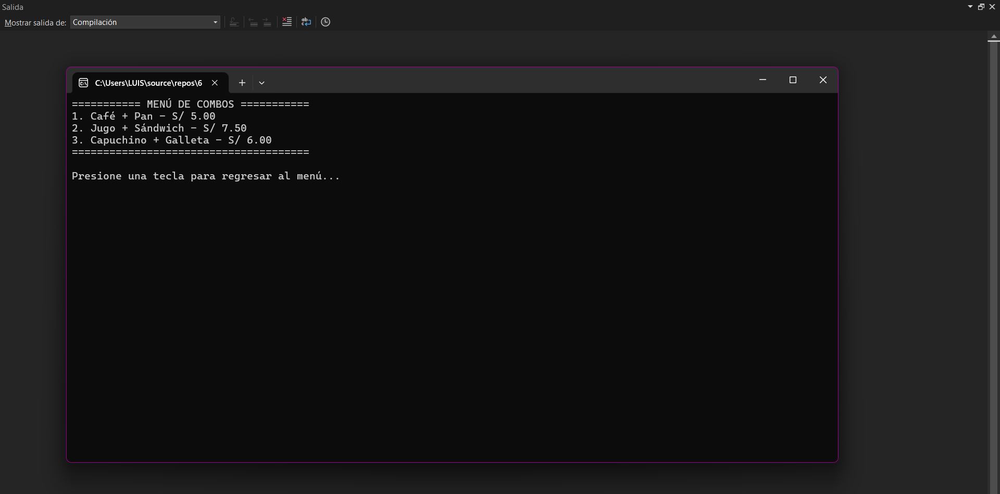 Salida
Mostrar salida de: Compilación
C:\Users\LUIS\source\repos\6
=========== MENÚ DE COMBOS ===========
1. Café + Pan - S/ 5.00
2. Jugo + Sándwich - S/ 7.50
3. Capuchino + Galleta - S/ 6.00
======================================
Presione una tecla para regresar al menú...